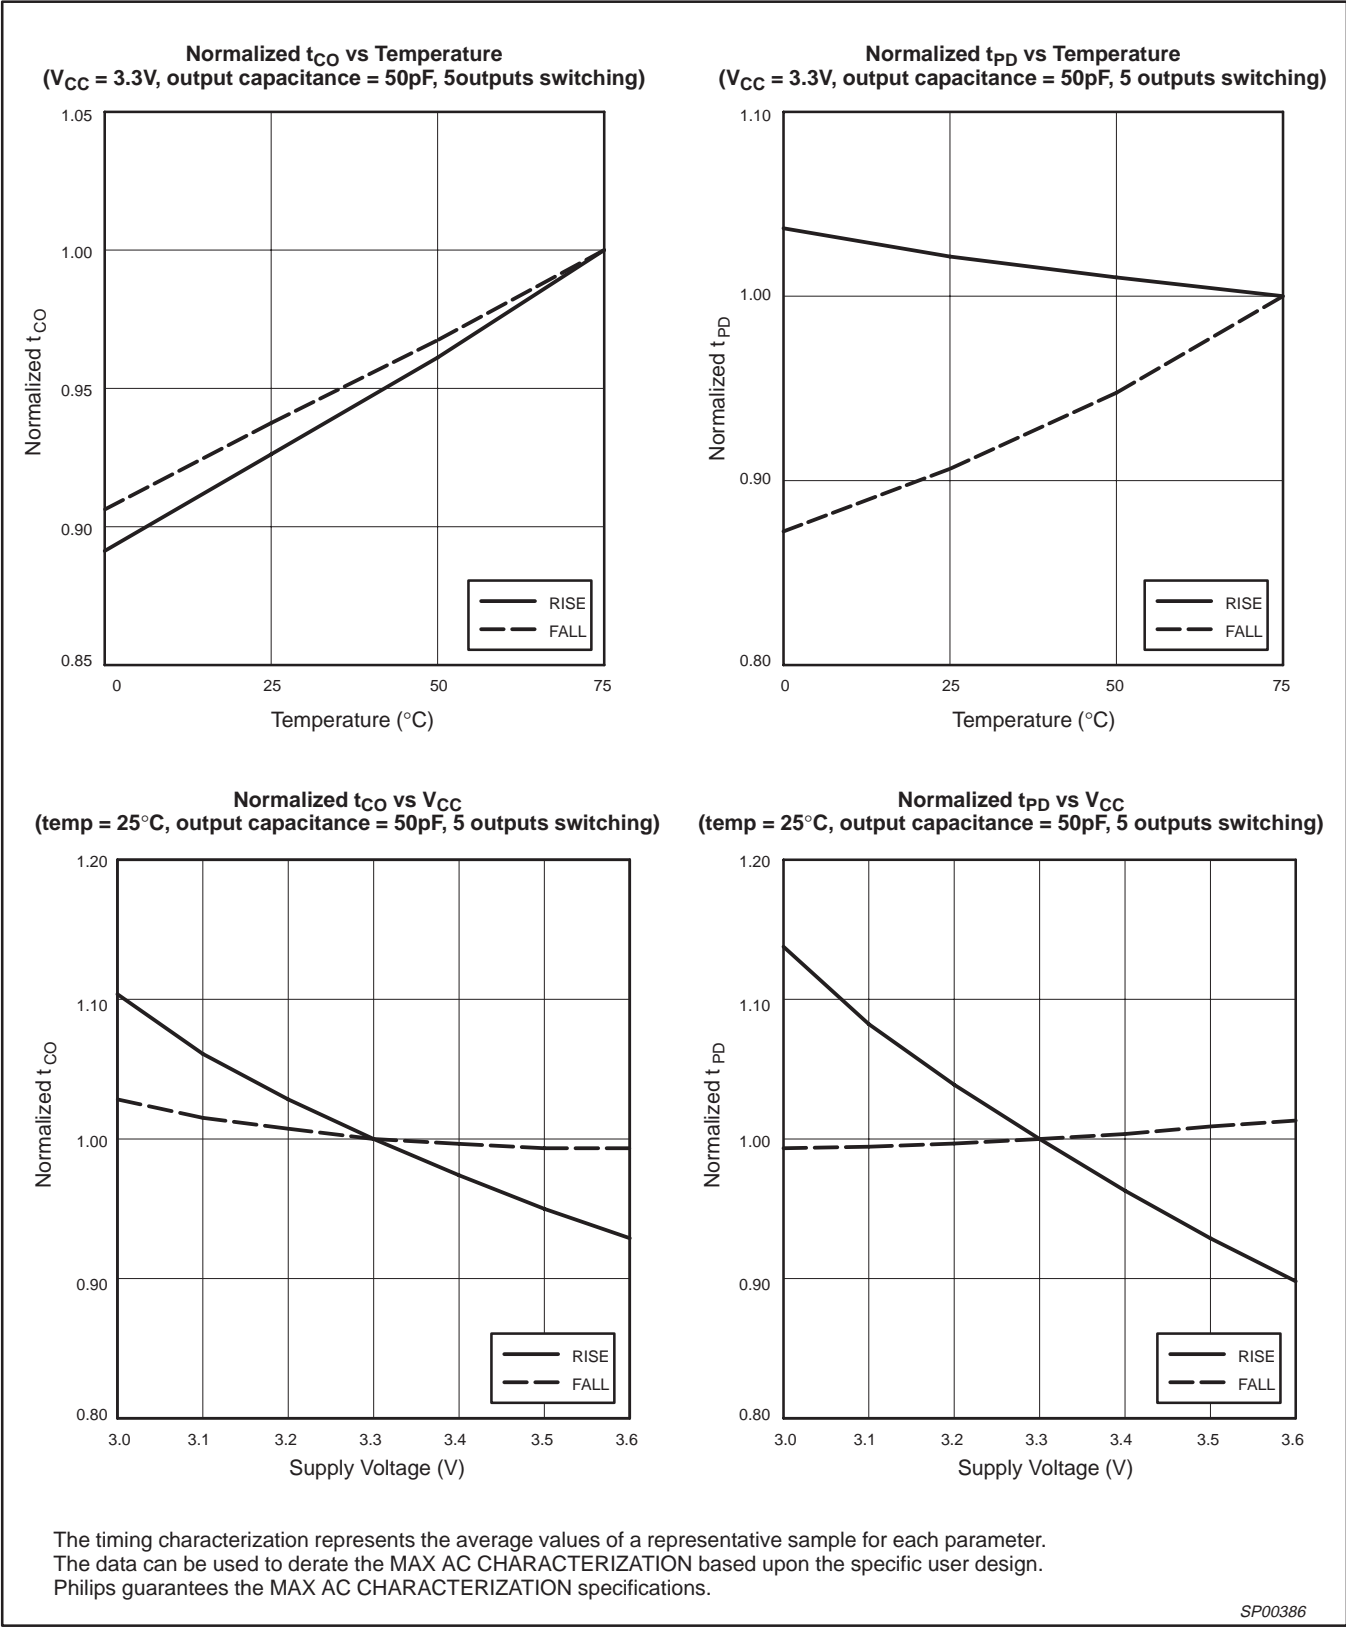 Normalized tCO vs Temperature
(VCC = 3.3V, output capacitance = 50pF, 5outputs switching)
1.05
1.00
0.95
0.90
0.85
Normalized tCO
RISE
FALL
0 25 50 75
Temperature (°C)
Normalized tPD vs Temperature
(VCC = 3.3V, output capacitance = 50pF, 5 outputs switching)
1.10
1.00
0.90
0.80
Normalized tPD
RISE
FALL
0 25 50 75
Temperature (°C)
Normalized tCO vs VCC
(temp = 25°C, output capacitance = 50pF, 5 outputs switching)
1.20
1.10
1.00
0.90
0.80
Normalized t CO
RISE
FALL
3.0 3.1 3.2 3.3 3.4 3.5 3.6
Supply Voltage (V)
Normalized tPD vs VCC
(temp = 25°C, output capacitance = 50pF, 5 outputs switching)
1.20
1.10
1.00
0.90
0.80
Normalized t PD
RISE
FALL
3.0 3.1 3.2 3.3 3.4 3.5 3.6
Supply Voltage (V)
The timing characterization represents the average values of a representative sample for each parameter.
The data can be used to derate the MAX AC CHARACTERIZATION based upon the specific user design.
Philips guarantees the MAX AC CHARACTERIZATION specifications.
SP00386